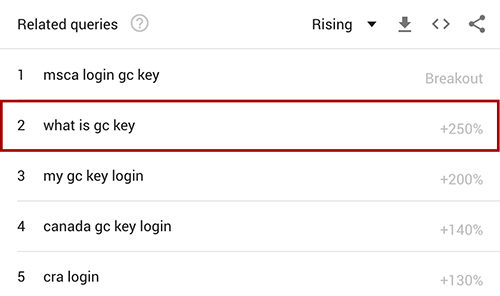 Related queries ? Rising
1 msca login gc key Breakout
2 what is gc key +250%
3 my gc key login +200%
4 canada gc key login +140%
5 cra login +130%